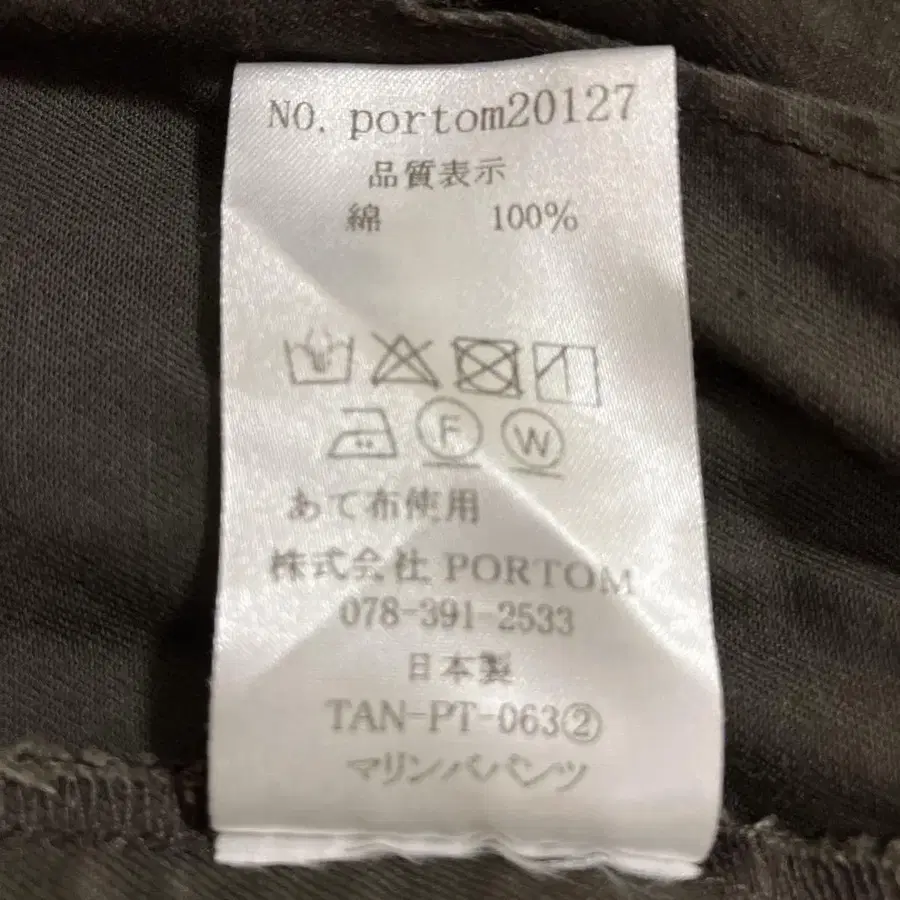 NO. portom20127
品質表示
綿 100%
F W
あて布使用
株式会社 PORTOM
078-391-2533
日本製
TAN-PT-063②
マリンバパンツ